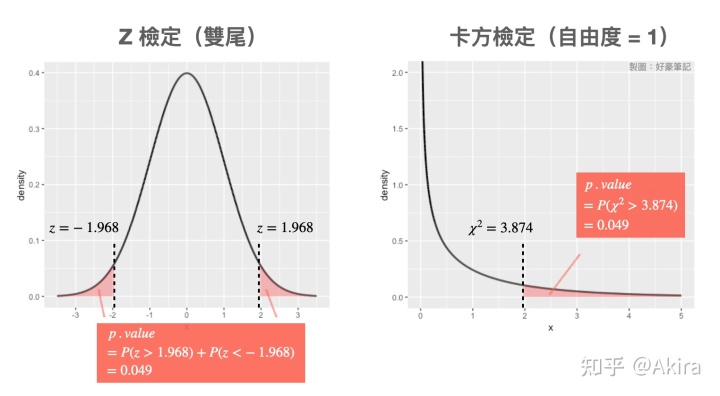 Z 檢定（雙尾）
0.4
0.3
0.2
0.1
0.0
density
z = − 1.968
z = 1.968
-3 -2 -1 0 1 2 3
x
p . value
= P(z > 1.968) + P(z < − 1.968)
= 0.049
卡方檢定（自由度 = 1）
製圖：好豪筆記
2.0
1.5
1.0
0.5
0.0
density
χ² = 3.874
p . value
= P(χ² > 3.874)
= 0.049
0 1 2 3 4 5
x
知乎 @Akira